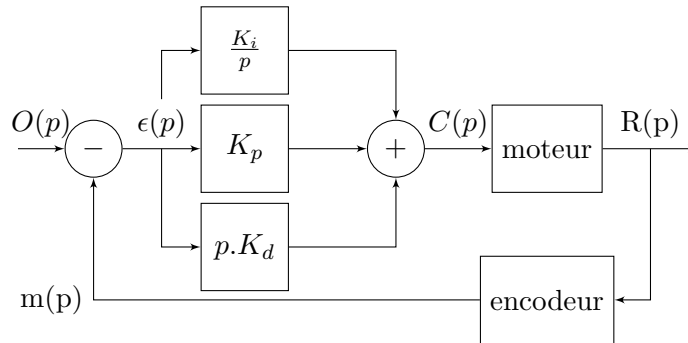 K_i
p
O(p) − ϵ(p) K_p + C(p) moteur R(p)
p.K_d
m(p) encodeur